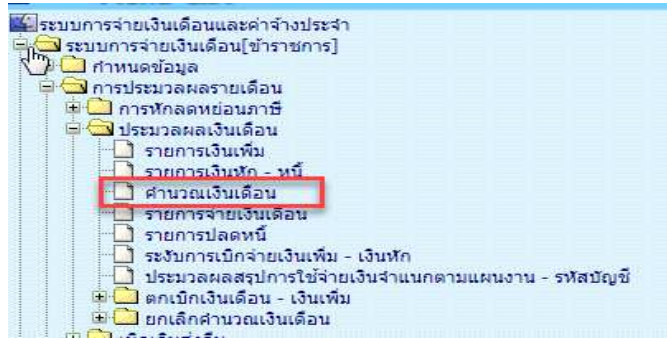 ระบบการจ่ายเงินเดือนและค่าจ้างประจำ
ระบบการจ่ายเงินเดือน[ข้าราชการ]
กำหนดข้อมูล
การประมวลผลรายเดือน
การหักลดหย่อนภาษี
ประมวลผลเงินเดือน
รายการเงินเพิ่ม
รายการเงินหัก - หนี้
คำนวณเงินเดือน
รายการจ่ายเงินเดือน
รายการปลดหนี้
ระงับการเบิกจ่ายเงินเพิ่ม - เงินหัก
ประมวลผลสรุปการใช้จ่ายเงินจำแนกตามแผนงาน - รหัสบัญชี
ตกเบิกเงินเดือน - เงินเพิ่ม
ยกเลิกคำนวณเงินเดือน